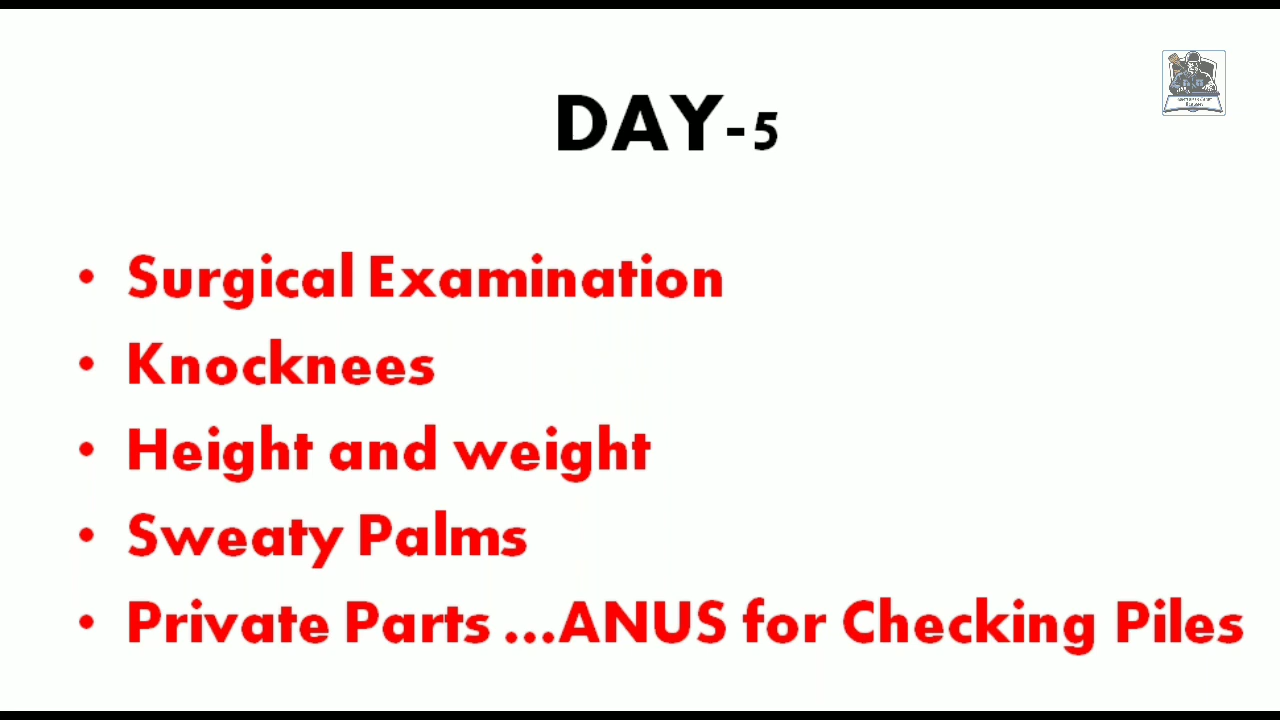 DAY-5
• Surgical Examination
• Knocknees
• Height and weight
• Sweaty Palms
• Private Parts ...ANUS for Checking Piles